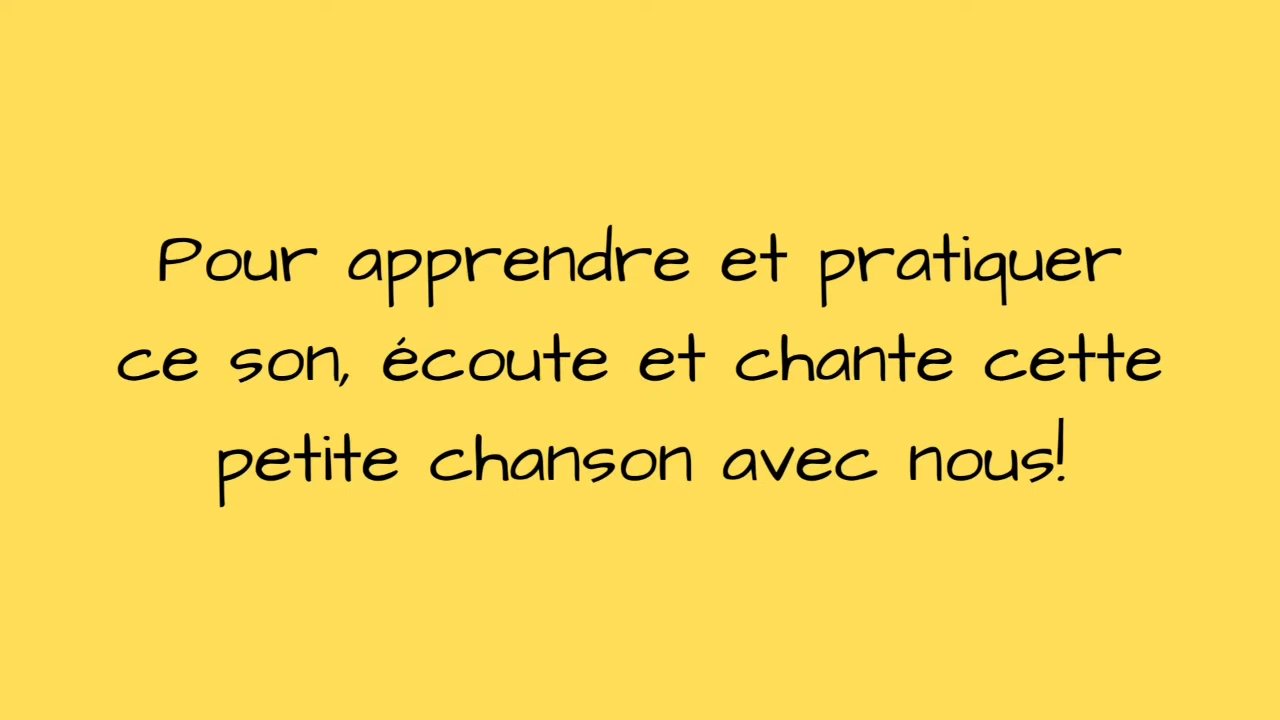 Pour apprendre et pratiquer
ce son, écoute et chante cette
petite chanson avec nous!